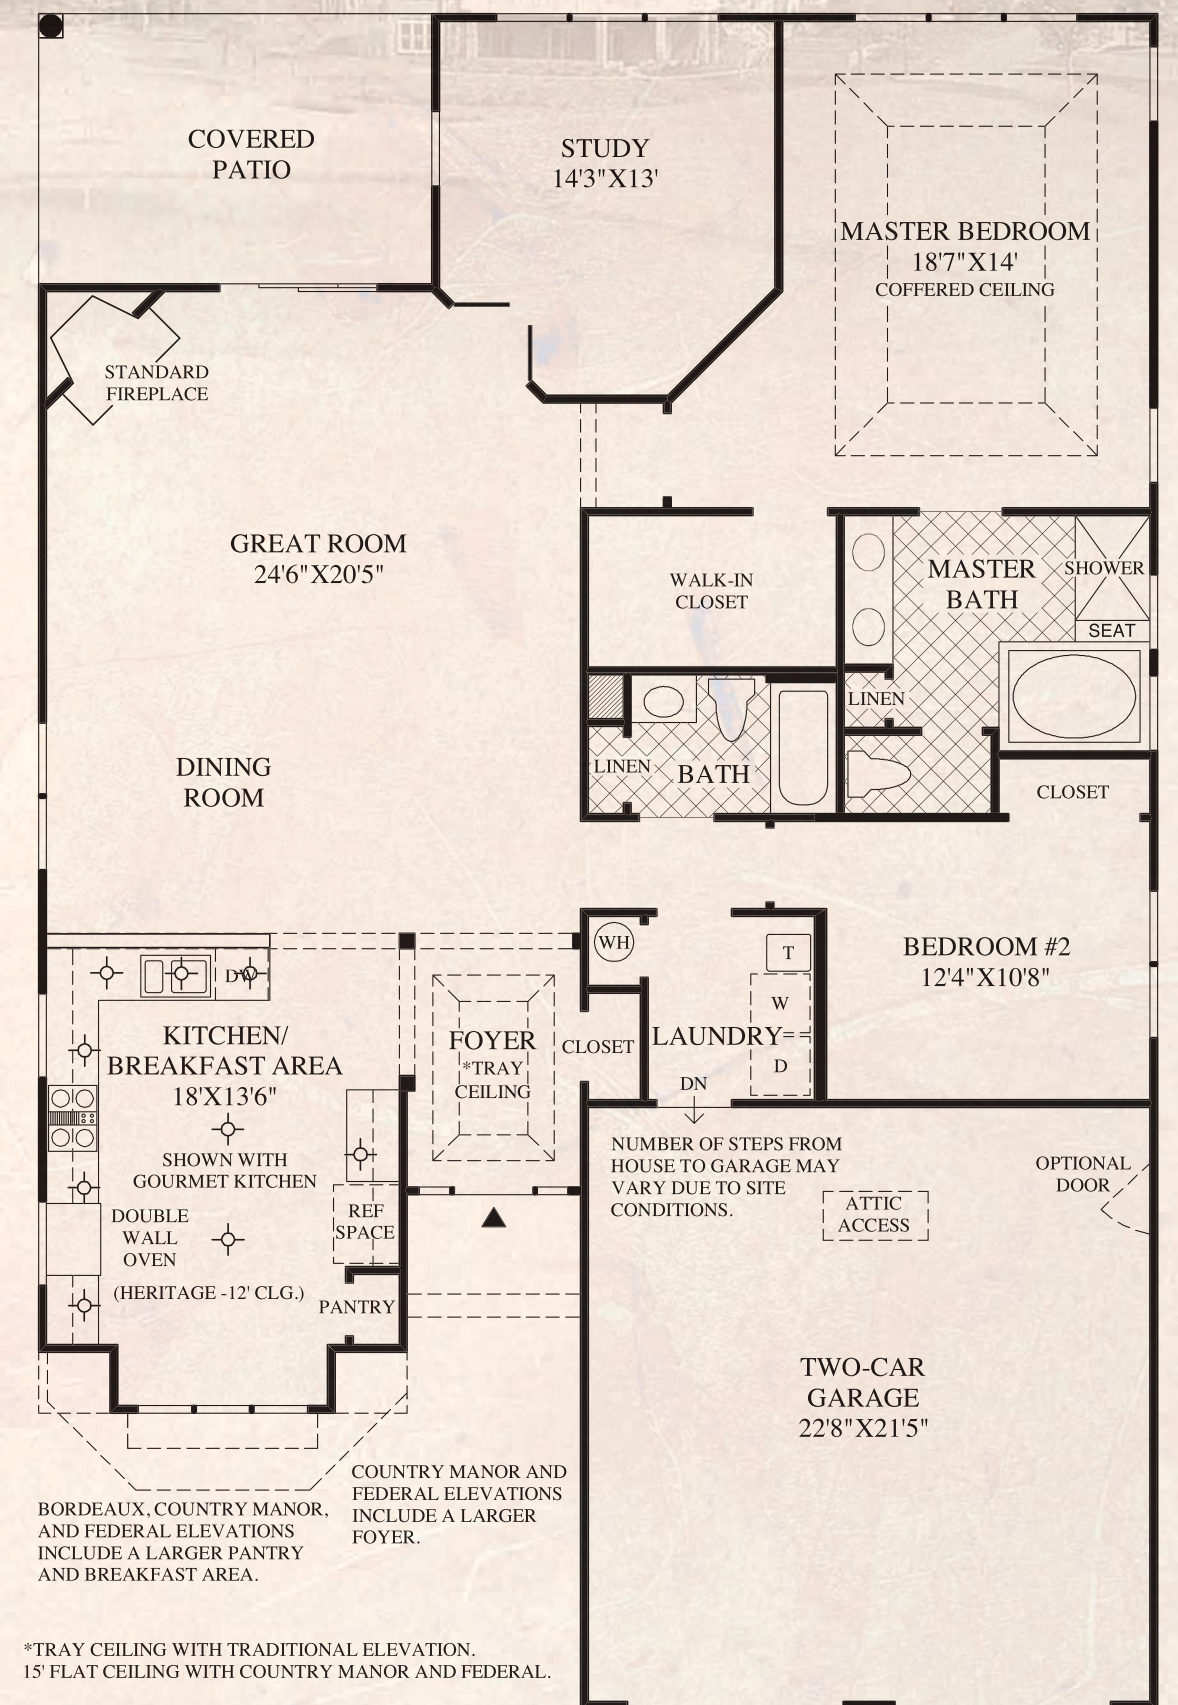 COVERED
PATIO
STUDY
14'3"X13'
MASTER BEDROOM
18'7"X14'
COFFERED CEILING
STANDARD
FIREPLACE
GREAT ROOM
24'6"X20'5"
WALK-IN
CLOSET
MASTER
BATH
SHOWER
SEAT
LINEN
DINING
ROOM
LINEN
BATH
CLOSET
WH
T
W
D
BEDROOM #2
12'4"X10'8"
DW
KITCHEN/
BREAKFAST AREA
18'X13'6"
FOYER
*TRAY
CEILING
CLOSET
LAUNDRY
DN
SHOWN WITH
GOURMET KITCHEN
NUMBER OF STEPS FROM
HOUSE TO GARAGE MAY
VARY DUE TO SITE
CONDITIONS.
OPTIONAL
DOOR
ATTIC
ACCESS
DOUBLE
WALL
OVEN
REF
SPACE
(HERITAGE -12' CLG.)
PANTRY
TWO-CAR
GARAGE
22'8"X21'5"
COUNTRY MANOR AND
FEDERAL ELEVATIONS
INCLUDE A LARGER
FOYER.
BORDEAUX, COUNTRY MANOR,
AND FEDERAL ELEVATIONS
INCLUDE A LARGER PANTRY
AND BREAKFAST AREA.
*TRAY CEILING WITH TRADITIONAL ELEVATION.
15' FLAT CEILING WITH COUNTRY MANOR AND FEDERAL.